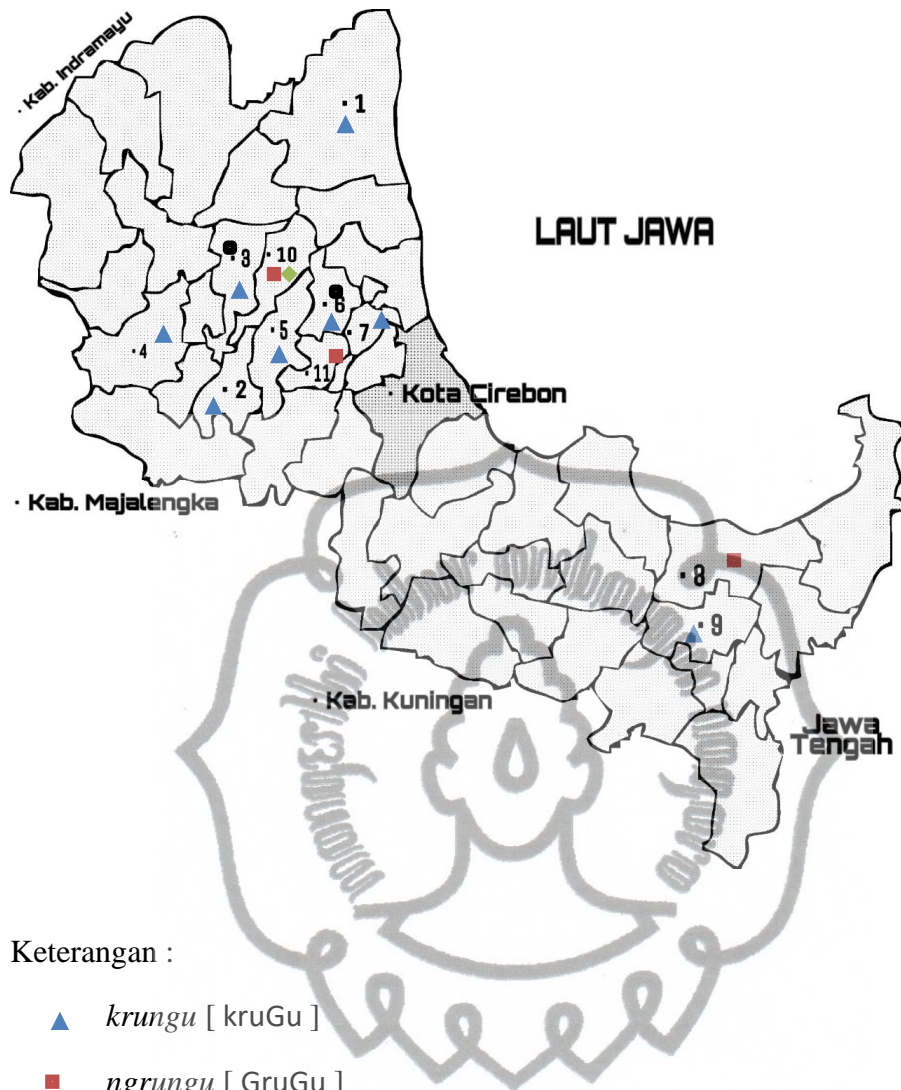 · Kab. Indramayu
· 1
LAUT JAWA
· 3
· 10
· 6
· 5
· 7
· 4
· 11
· 2
· Kota Cirebon
· Kab. Majalengka
· 8
· 9
· Kab. Kuningan
Jawa
Tengah
Keterangan :
krungu [ kruGu ]
ngrungu [ GruGu ]